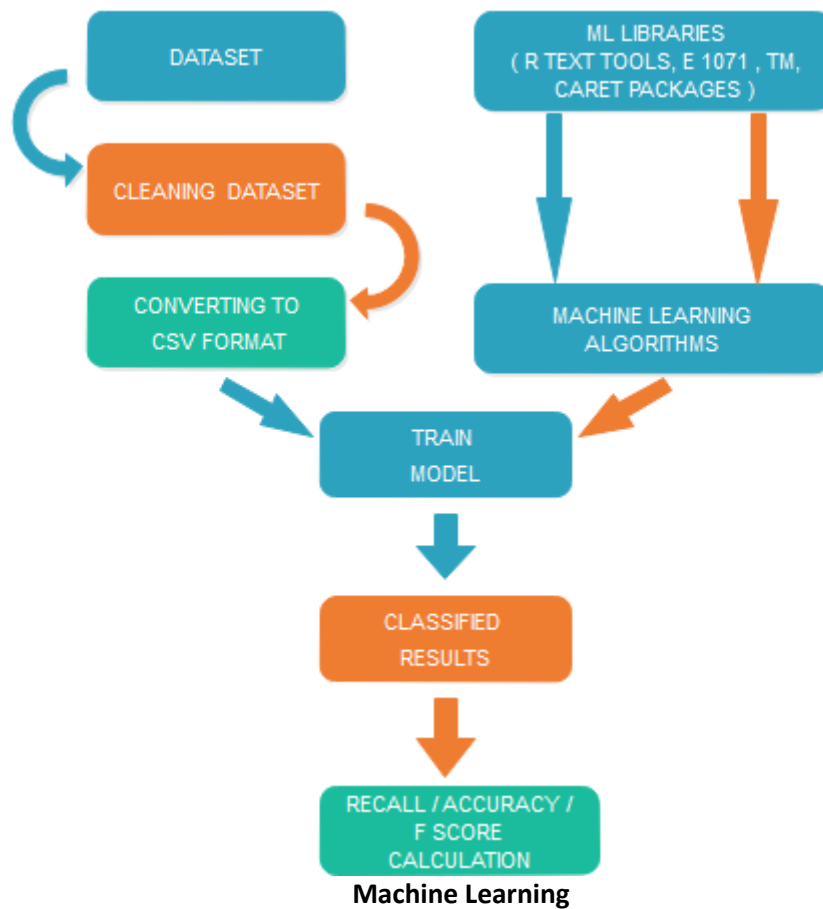 DATASET
CLEANING DATASET
CONVERTING TO
CSV FORMAT
ML LIBRARIES
( R TEXT TOOLS, E 1071 , TM,
CARET PACKAGES )
MACHINE LEARNING
ALGORITHMS
TRAIN
MODEL
CLASSIFIED
RESULTS
RECALL / ACCURACY /
F SCORE
CALCULATION
Machine Learning